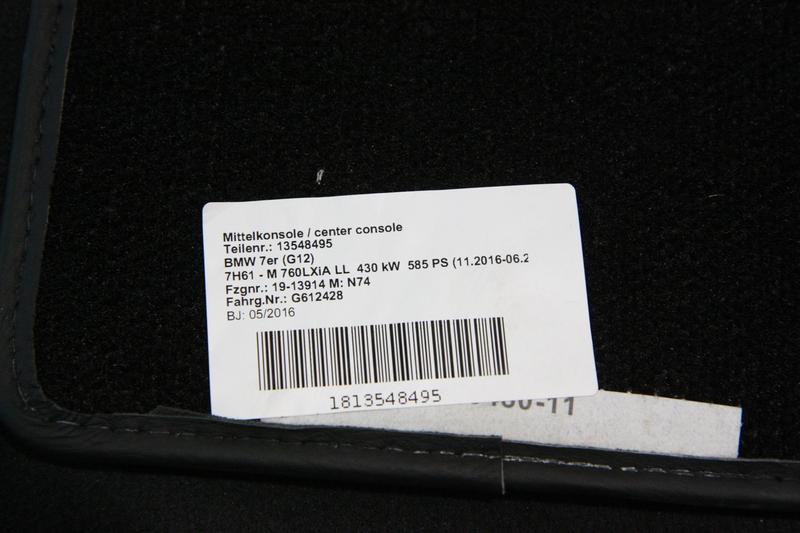 Mittelkonsole / center console
Teilenr.: 13548495
BMW 7er (G12)
7H61 - M 760LXiA LL 430 kW 585 PS (11.2016-06.2
Fzgnr.: 19-13914 M: N74
Fahrg.Nr.: G612428
BJ: 05/2016
1813548495